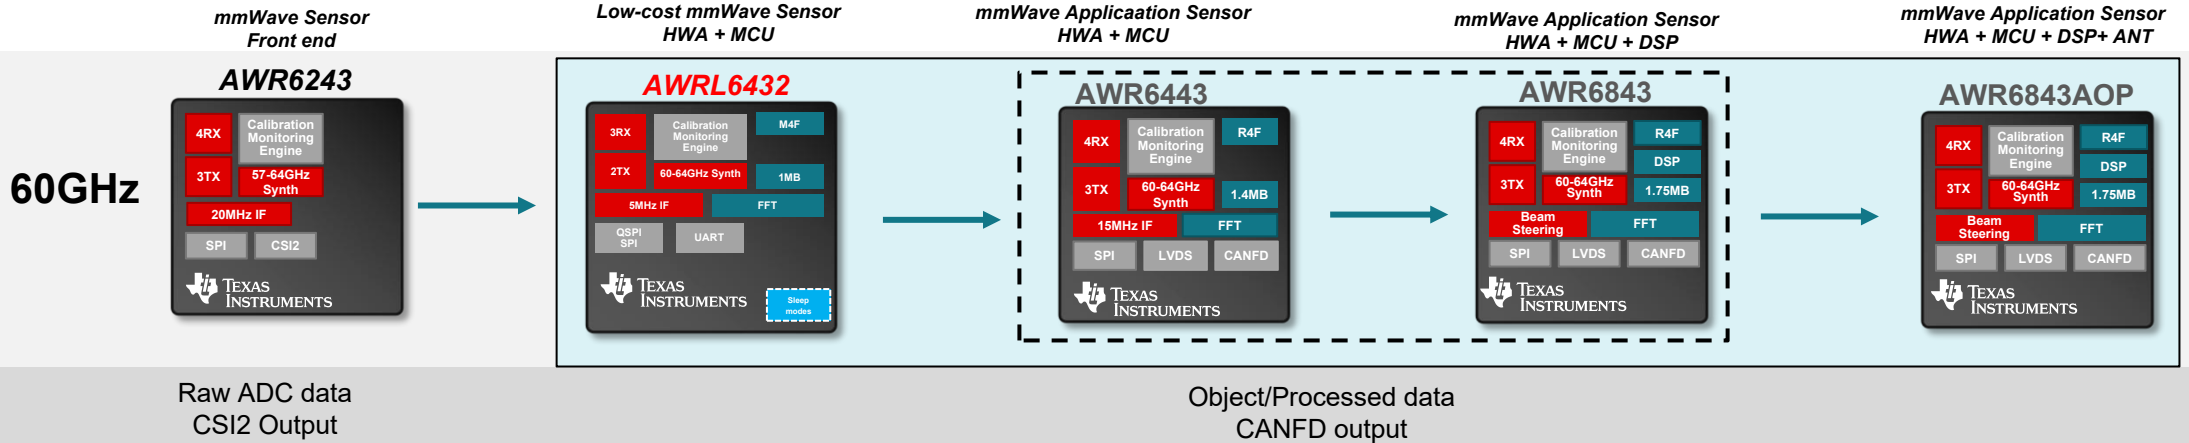 mmWave Sensor
Front end
Low-cost mmWave Sensor
HWA + MCU
mmWave Applicaation Sensor
HWA + MCU
mmWave Application Sensor
HWA + MCU + DSP
mmWave Application Sensor
HWA + MCU + DSP+ ANT
60GHz
AWR6243
4RX
Calibration
Monitoring
Engine
3TX
57-64GHz
Synth
20MHz IF
SPI
CSI2
TEXAS
INSTRUMENTS
AWRL6432
3RX
Calibration
Monitoring
Engine
M4F
2TX
60-64GHz Synth
1MB
5MHz IF
FFT
QSPI
SPI
UART
TEXAS
INSTRUMENTS
Sleep
modes
AWR6443
4RX
Calibration
Monitoring
Engine
R4F
3TX
60-64GHz
Synth
1.4MB
15MHz IF
FFT
SPI
LVDS
CANFD
TEXAS
INSTRUMENTS
AWR6843
4RX
Calibration
Monitoring
Engine
R4F
DSP
3TX
60-64GHz
Synth
1.75MB
Beam
Steering
FFT
SPI
LVDS
CANFD
TEXAS
INSTRUMENTS
AWR6843AOP
4RX
Calibration
Monitoring
Engine
R4F
DSP
3TX
60-64GHz
Synth
1.75MB
Beam
Steering
FFT
SPI
LVDS
CANFD
TEXAS
INSTRUMENTS
Raw ADC data
CSI2 Output
Object/Processed data
CANFD output